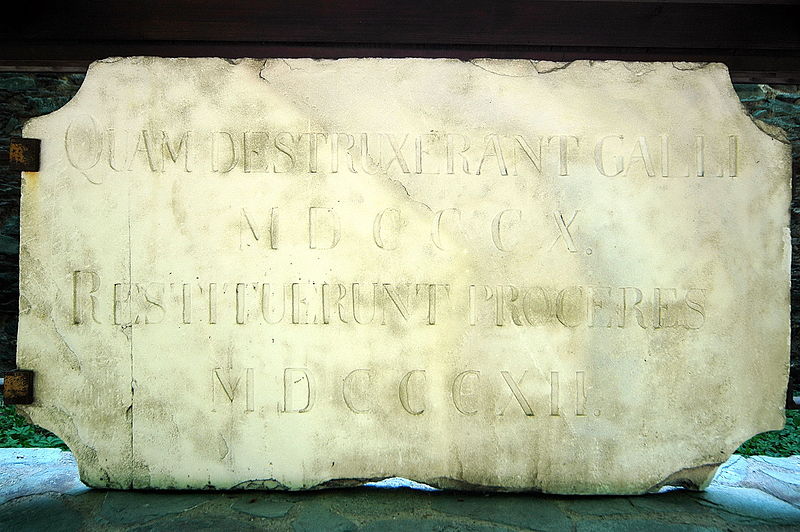 QUAM DESTRUXERANT GALLI
MDCCCX.
RESTITUERUNT PROCERES
MDCCCXII.